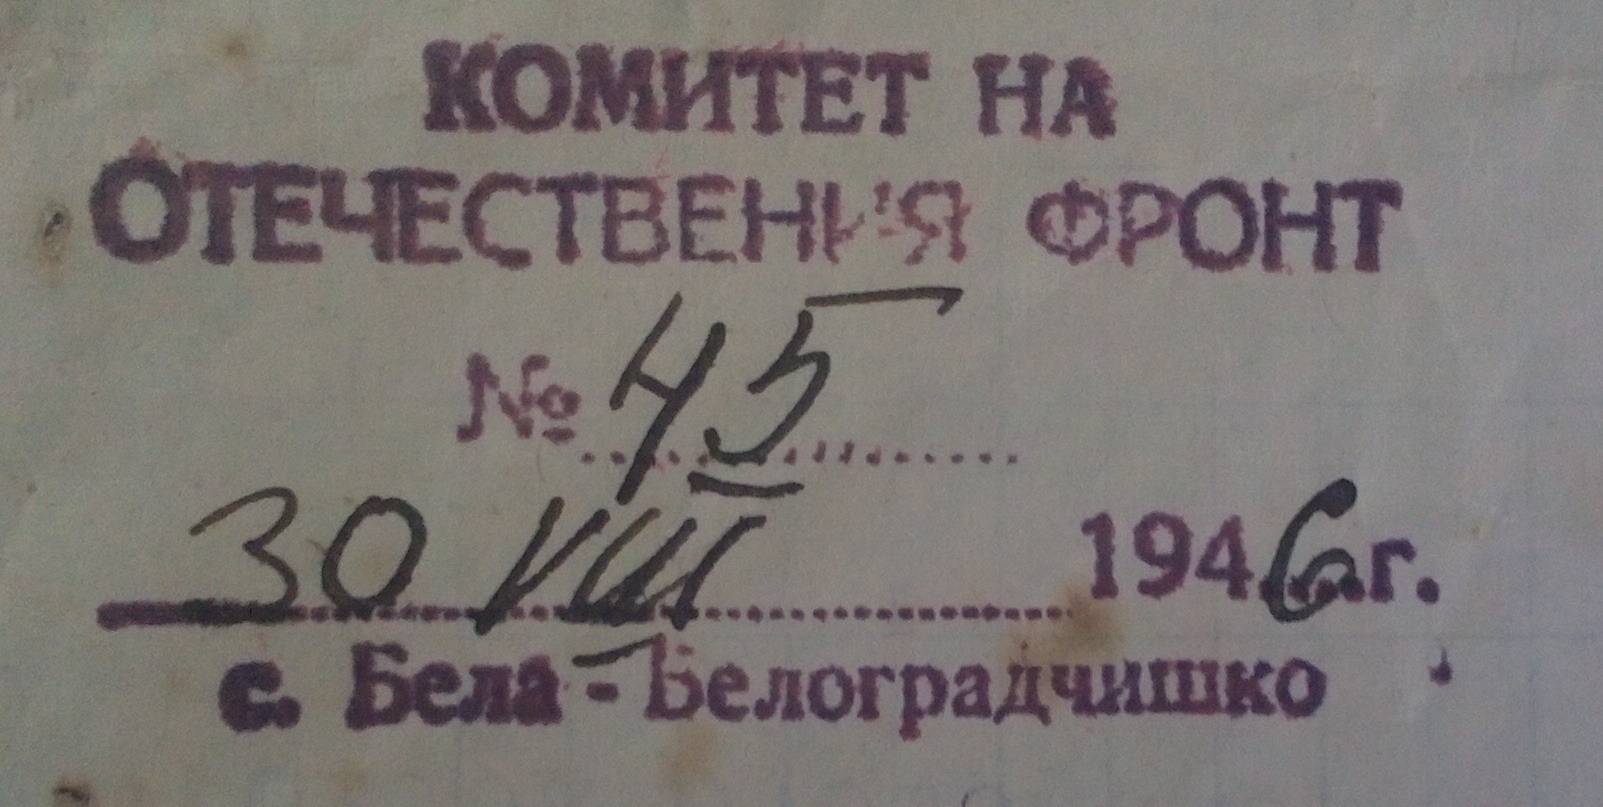 КОМИТЕТ НА
ОТЕЧЕСТВЕНИЯ ФРОНТ
№ 45
30 VIII 1946 г.
с. Бела - Белоградчишко